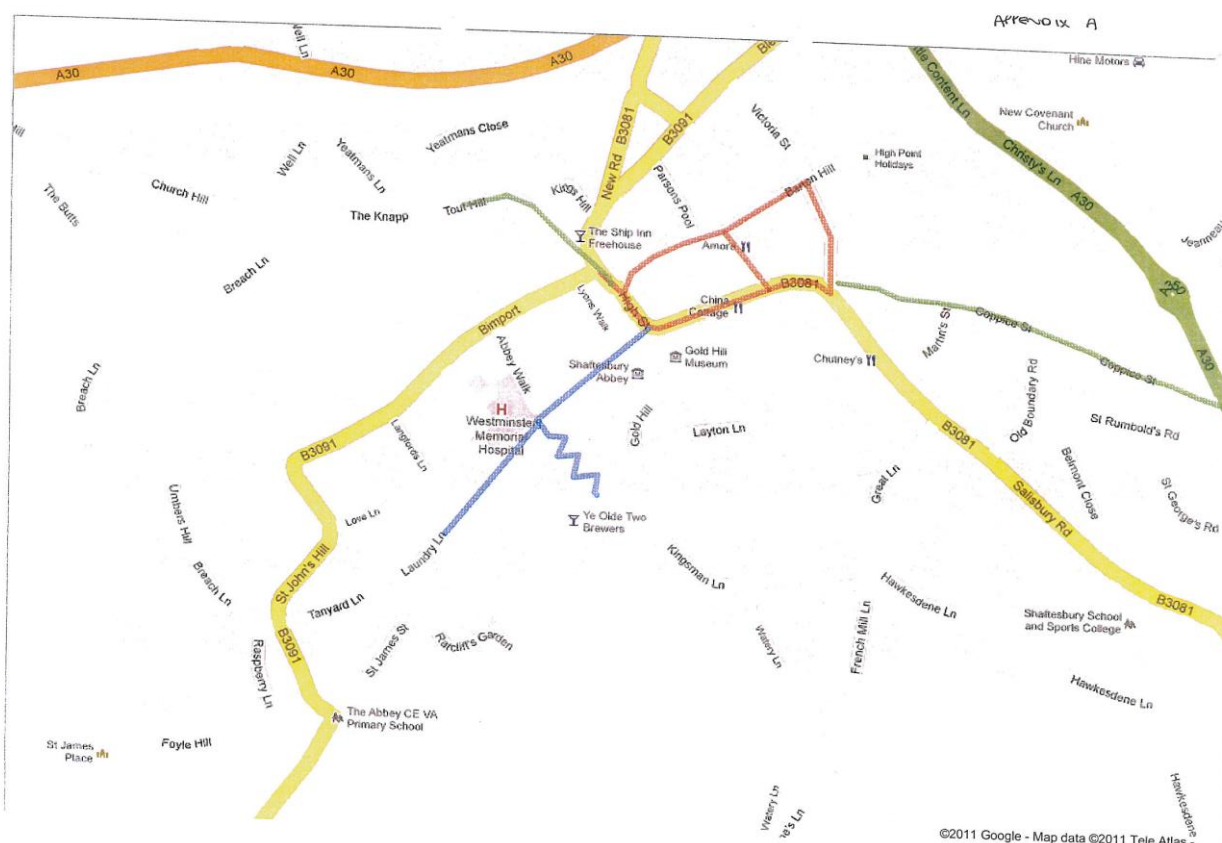 Appendix A
Well Ln
A30
A30
A30
Hine Motors
New Covenant
Church
Christy's Ln
A30
Victoria St
High Point
Holidays
B3081
B3091
New Rd
Yeatmans Close
Well Ln
Yeatmans Ln
Church Hill
The Butts
The Knapp
Tout Hill
Kings Hill
Parsons Pool
Barton Hill
The Ship Inn
Freehouse
Amore
Breach Ln
Lyons Walk
High St
China
Cottage
B3081
250
A30
Bimport
Abbey Walk
Shaftesbury
Abbey
Gold Hill
Museum
Chutney's
Martin's St
Coppice St
Coppice St
Breach Ln
H
Westminster
Memorial
Hospital
Gold Hill
Layton Ln
Old Boundary Rd
St Rumbold's Rd
B3081
B3091
Langfords Ln
Great Ln
Salisbury Rd
Belmont Close
St George's Rd
Umbers Hill
Love Ln
Laundry Ln
Ye Olde Two
Brewers
Kingsman Ln
Breach Ln
St John's Hill
Tanyard Ln
Hawkesdene Ln
B3081
Shaftesbury School
and Sports College
B3091
St James St
Ratcliff's Garden
Watery Ln
French Mill Ln
Raspberry Ln
Hawkesdene Ln
The Abbey CE VA
Primary School
St James
Place
Foyle Hill
Watery Ln
Hawkesdene
©2011 Google - Map data ©2011 Tele Atlas -